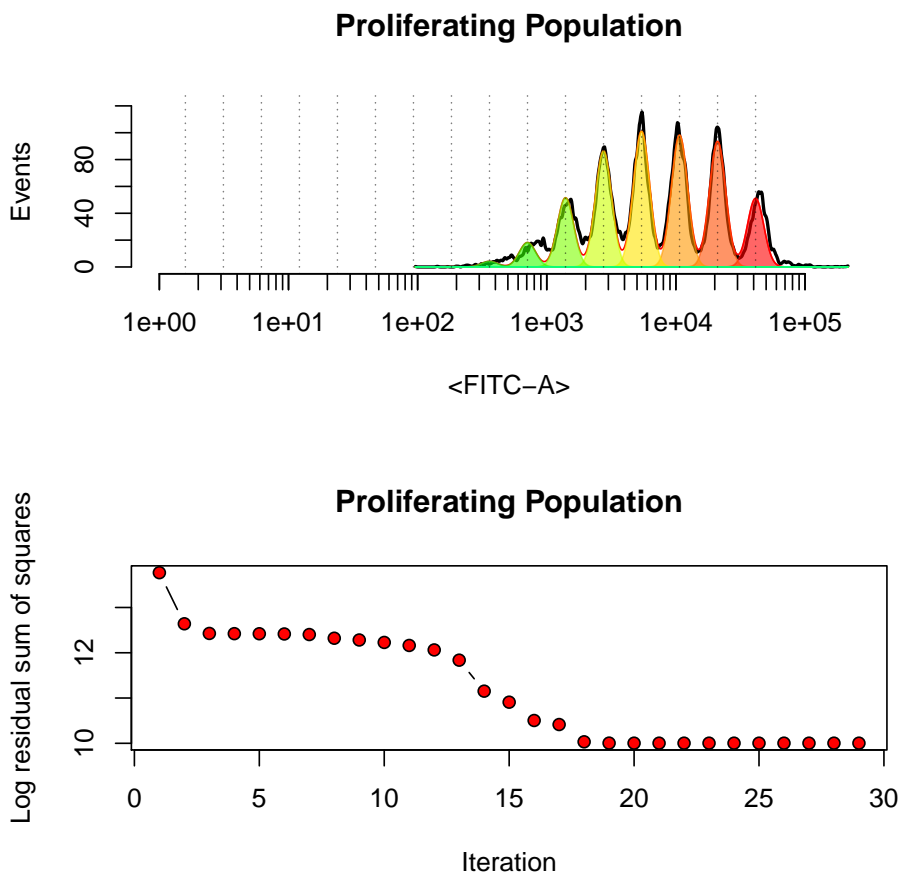 Proliferating Population
Events
80
40
0
1e+00 1e+01 1e+02 1e+03 1e+04 1e+05
<FITC−A>
Proliferating Population
Log residual sum of squares
12
10
0 5 10 15 20 25 30
Iteration